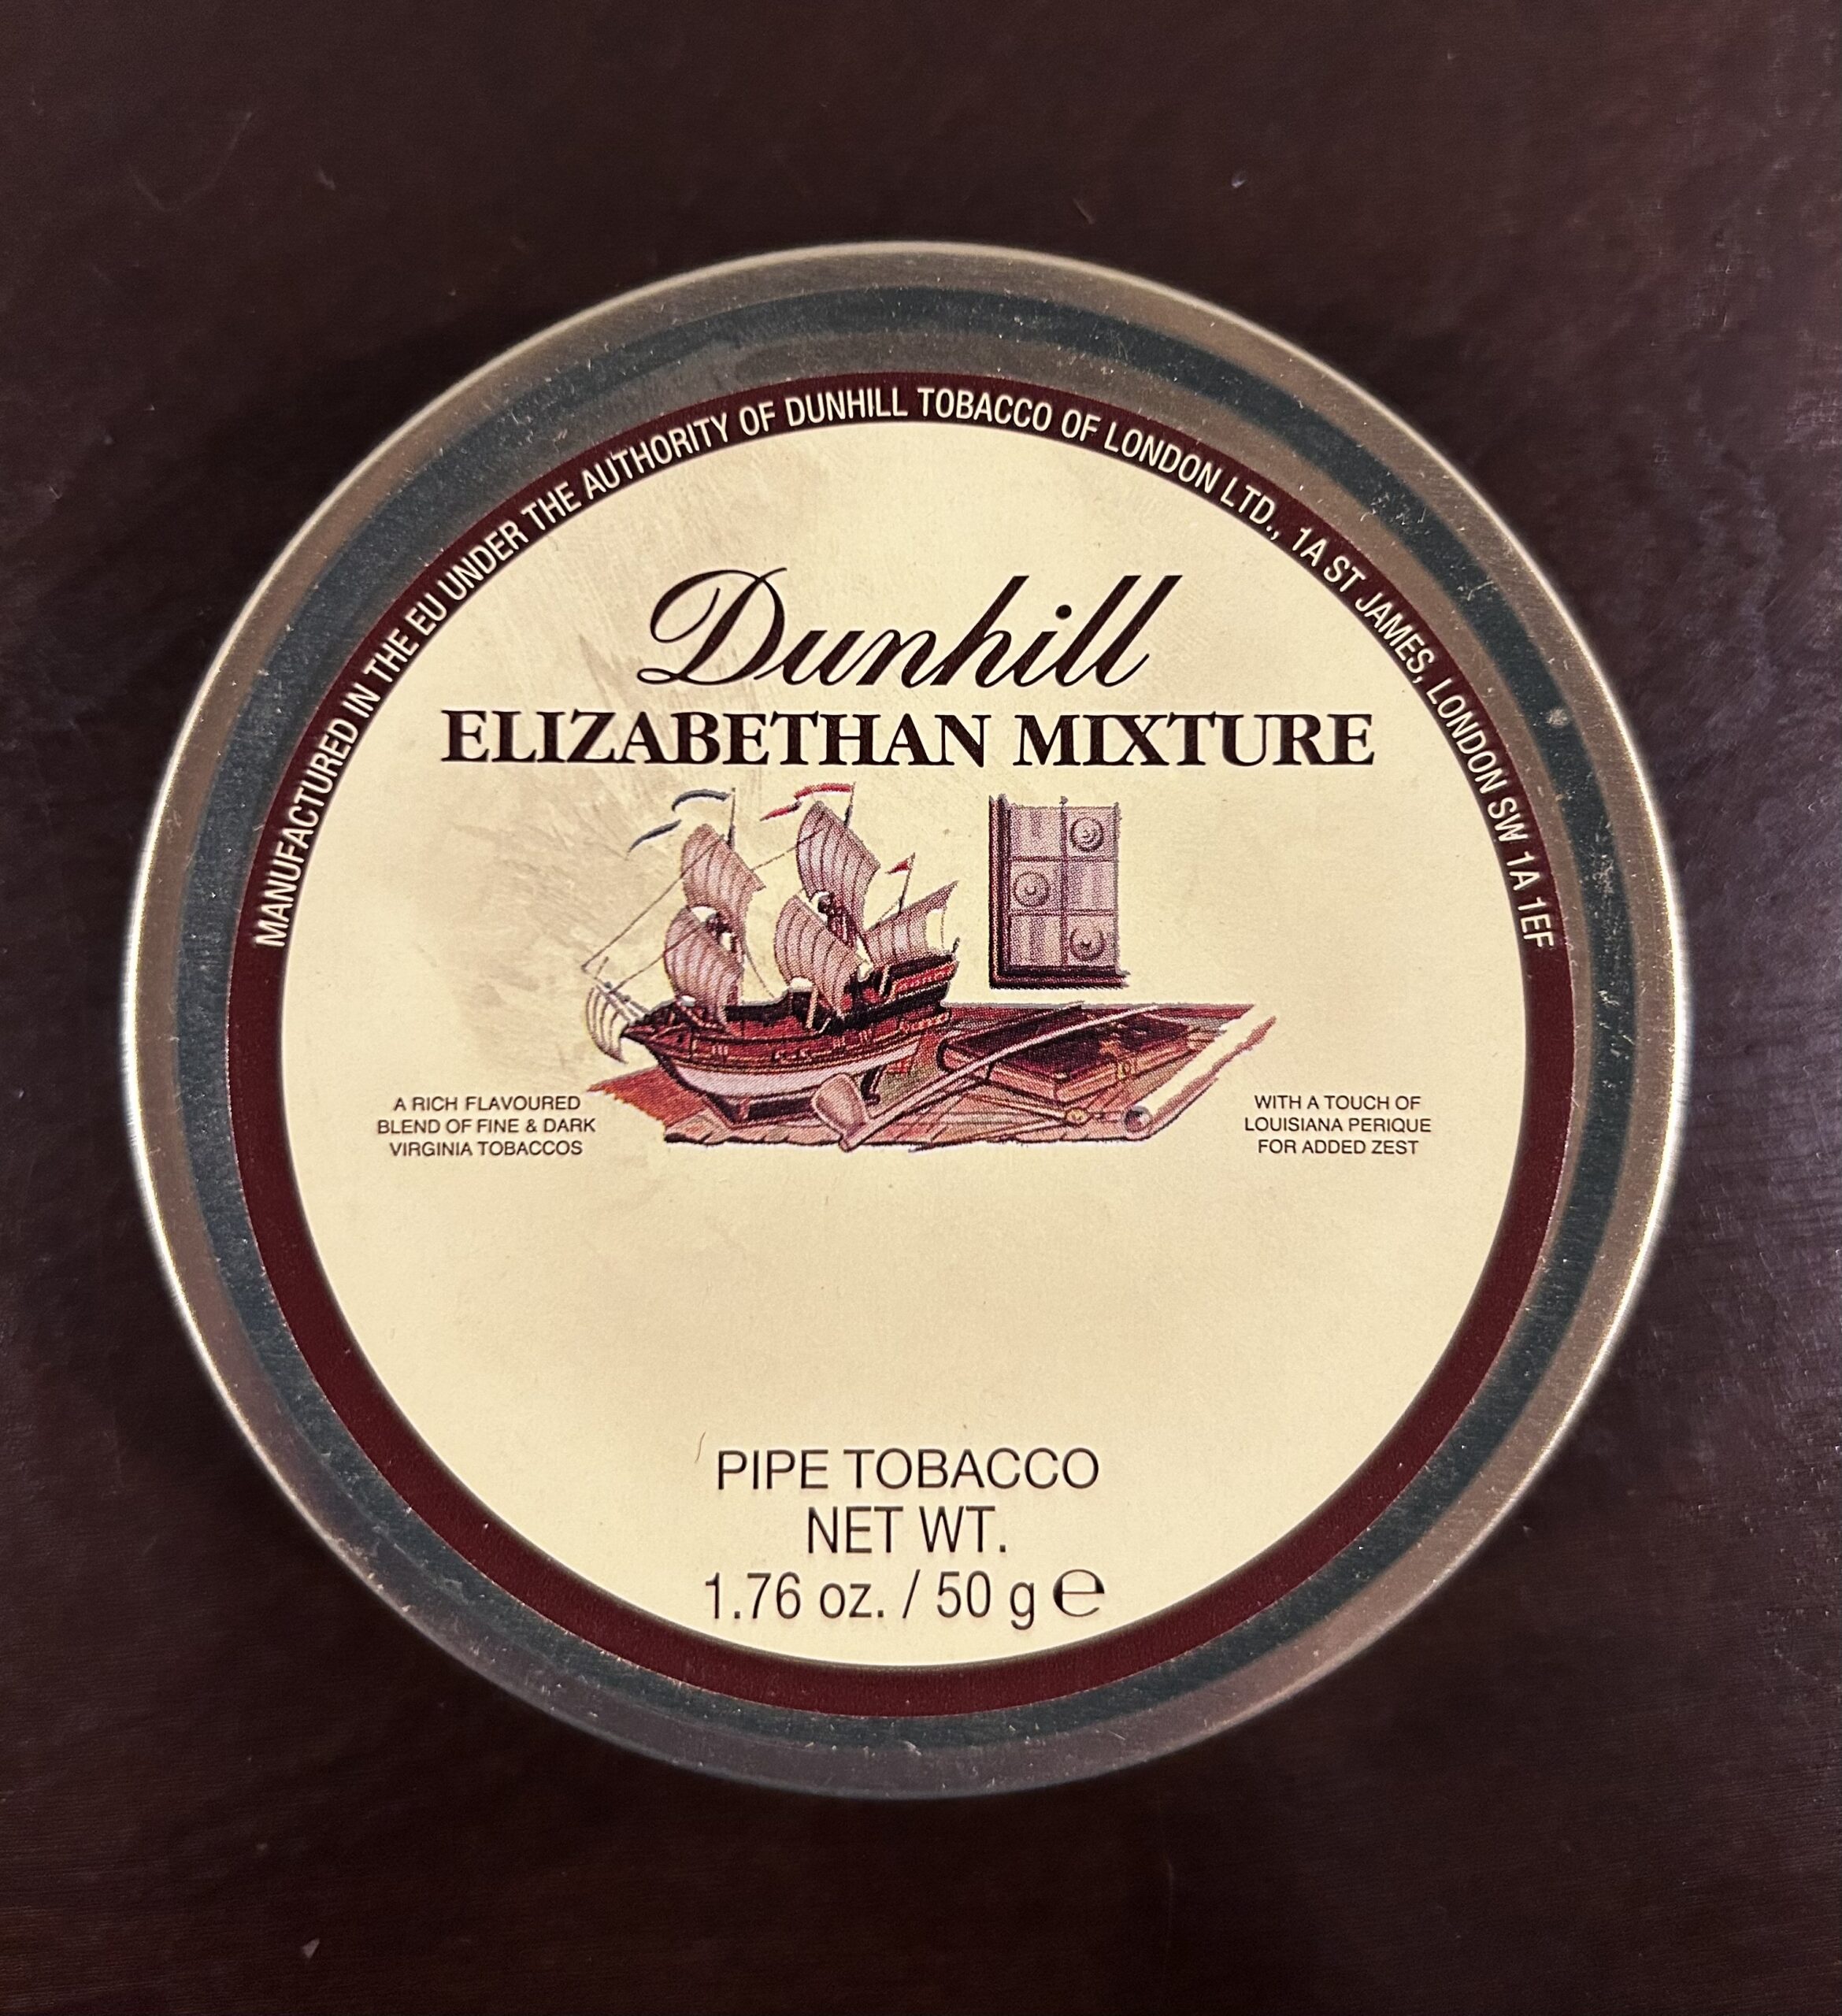 MANUFACTURED IN THE EU UNDER THE AUTHORITY OF DUNHILL TOBACCO OF LONDON LTD., 1A ST JAMES, LONDON SW 1A 1EF
Dunhill
ELIZABETHAN MIXTURE
A RICH FLAVOURED
BLEND OF FINE & DARK
VIRGINIA TOBACCOS
WITH A TOUCH OF
LOUISIANA PERIQUE
FOR ADDED ZEST
PIPE TOBACCO
NET WT.
1.76 oz. / 50 g ℮